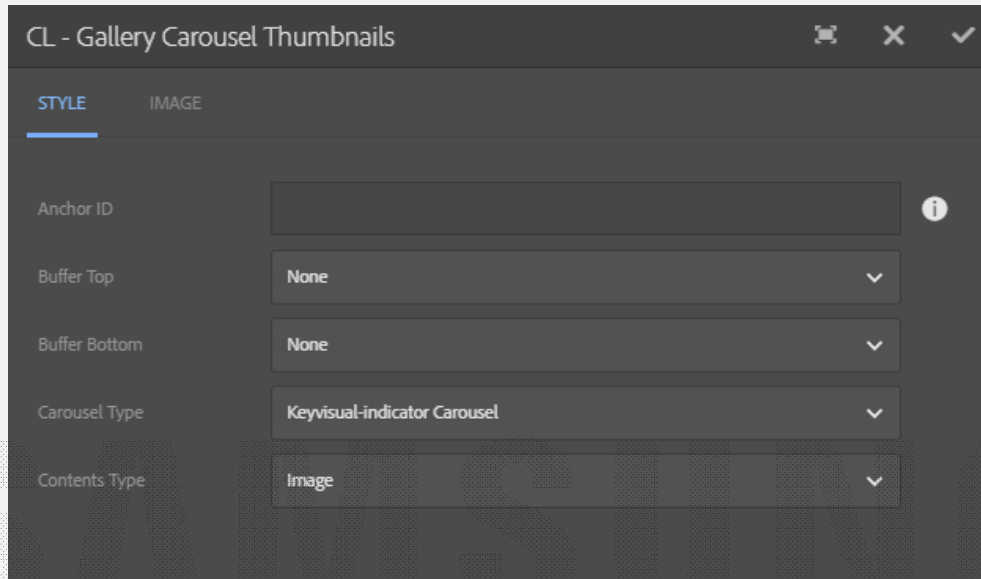 CL - Gallery Carousel Thumbnails
STYLE IMAGE
Anchor ID
Buffer Top None
Buffer Bottom None
Carousel Type Keyvisual-indicator Carousel
Contents Type Image
SAMSUNG